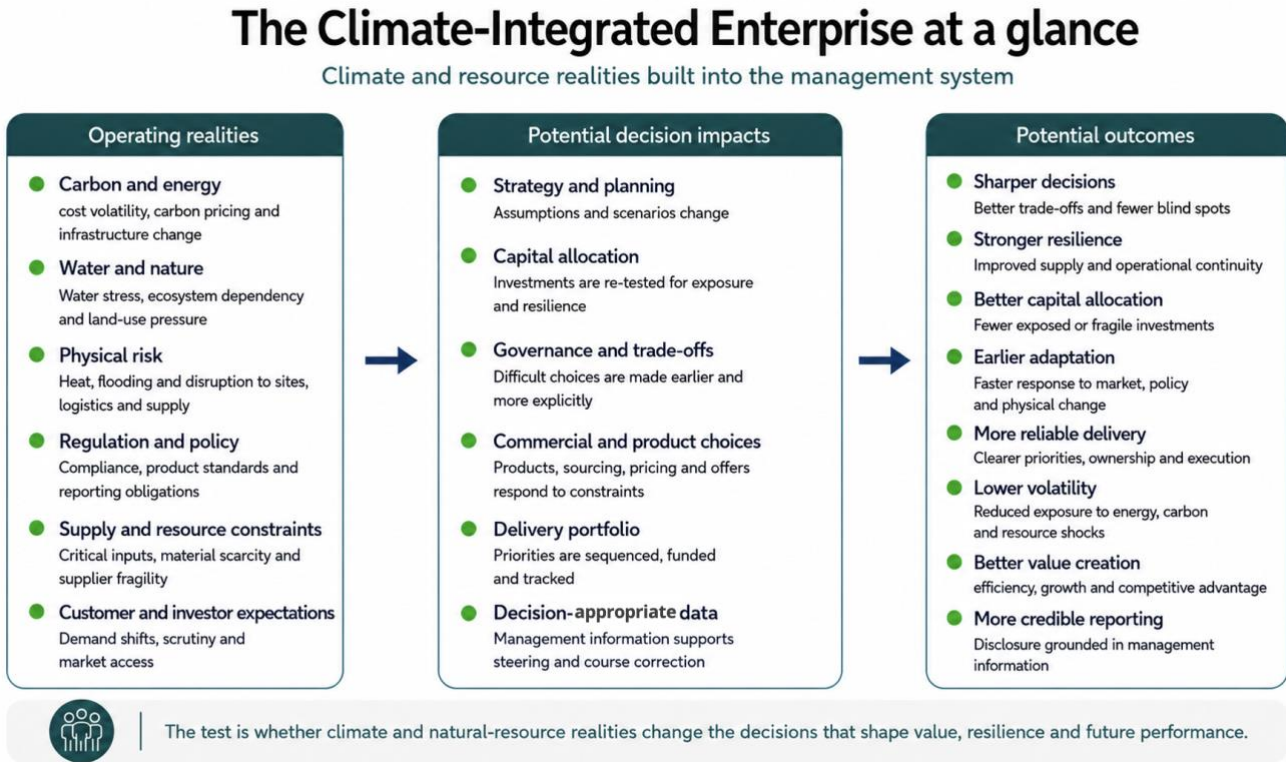 The Climate-Integrated Enterprise at a glance
Climate and resource realities built into the management system
Operating realities
Carbon and energy
cost volatility, carbon pricing and
infrastructure change
Water and nature
Water stress, ecosystem dependency
and land-use pressure
Physical risk
Heat, flooding and disruption to sites,
logistics and supply
Regulation and policy
Compliance, product standards and
reporting obligations
Supply and resource constraints
Critical inputs, material scarcity and
supplier fragility
Customer and investor expectations
Demand shifts, scrutiny and
market access
Potential decision impacts
Strategy and planning
Assumptions and scenarios change
Capital allocation
Investments are re-tested for exposure
and resilience
Governance and trade-offs
Difficult choices are made earlier and
more explicitly
Commercial and product choices
Products, sourcing, pricing and offers
respond to constraints
Delivery portfolio
Priorities are sequenced, funded
and tracked
Decision-appropriate data
Management information supports
steering and course correction
Potential outcomes
Sharper decisions
Better trade-offs and fewer blind spots
Stronger resilience
Improved supply and operational continuity
Better capital allocation
Fewer exposed or fragile investments
Earlier adaptation
Faster response to market, policy
and physical change
More reliable delivery
Clearer priorities, ownership and execution
Lower volatility
Reduced exposure to energy, carbon
and resource shocks
Better value creation
efficiency, growth and competitive advantage
More credible reporting
Disclosure grounded in management
information
The test is whether climate and natural-resource realities change the decisions that shape value, resilience and future performance.